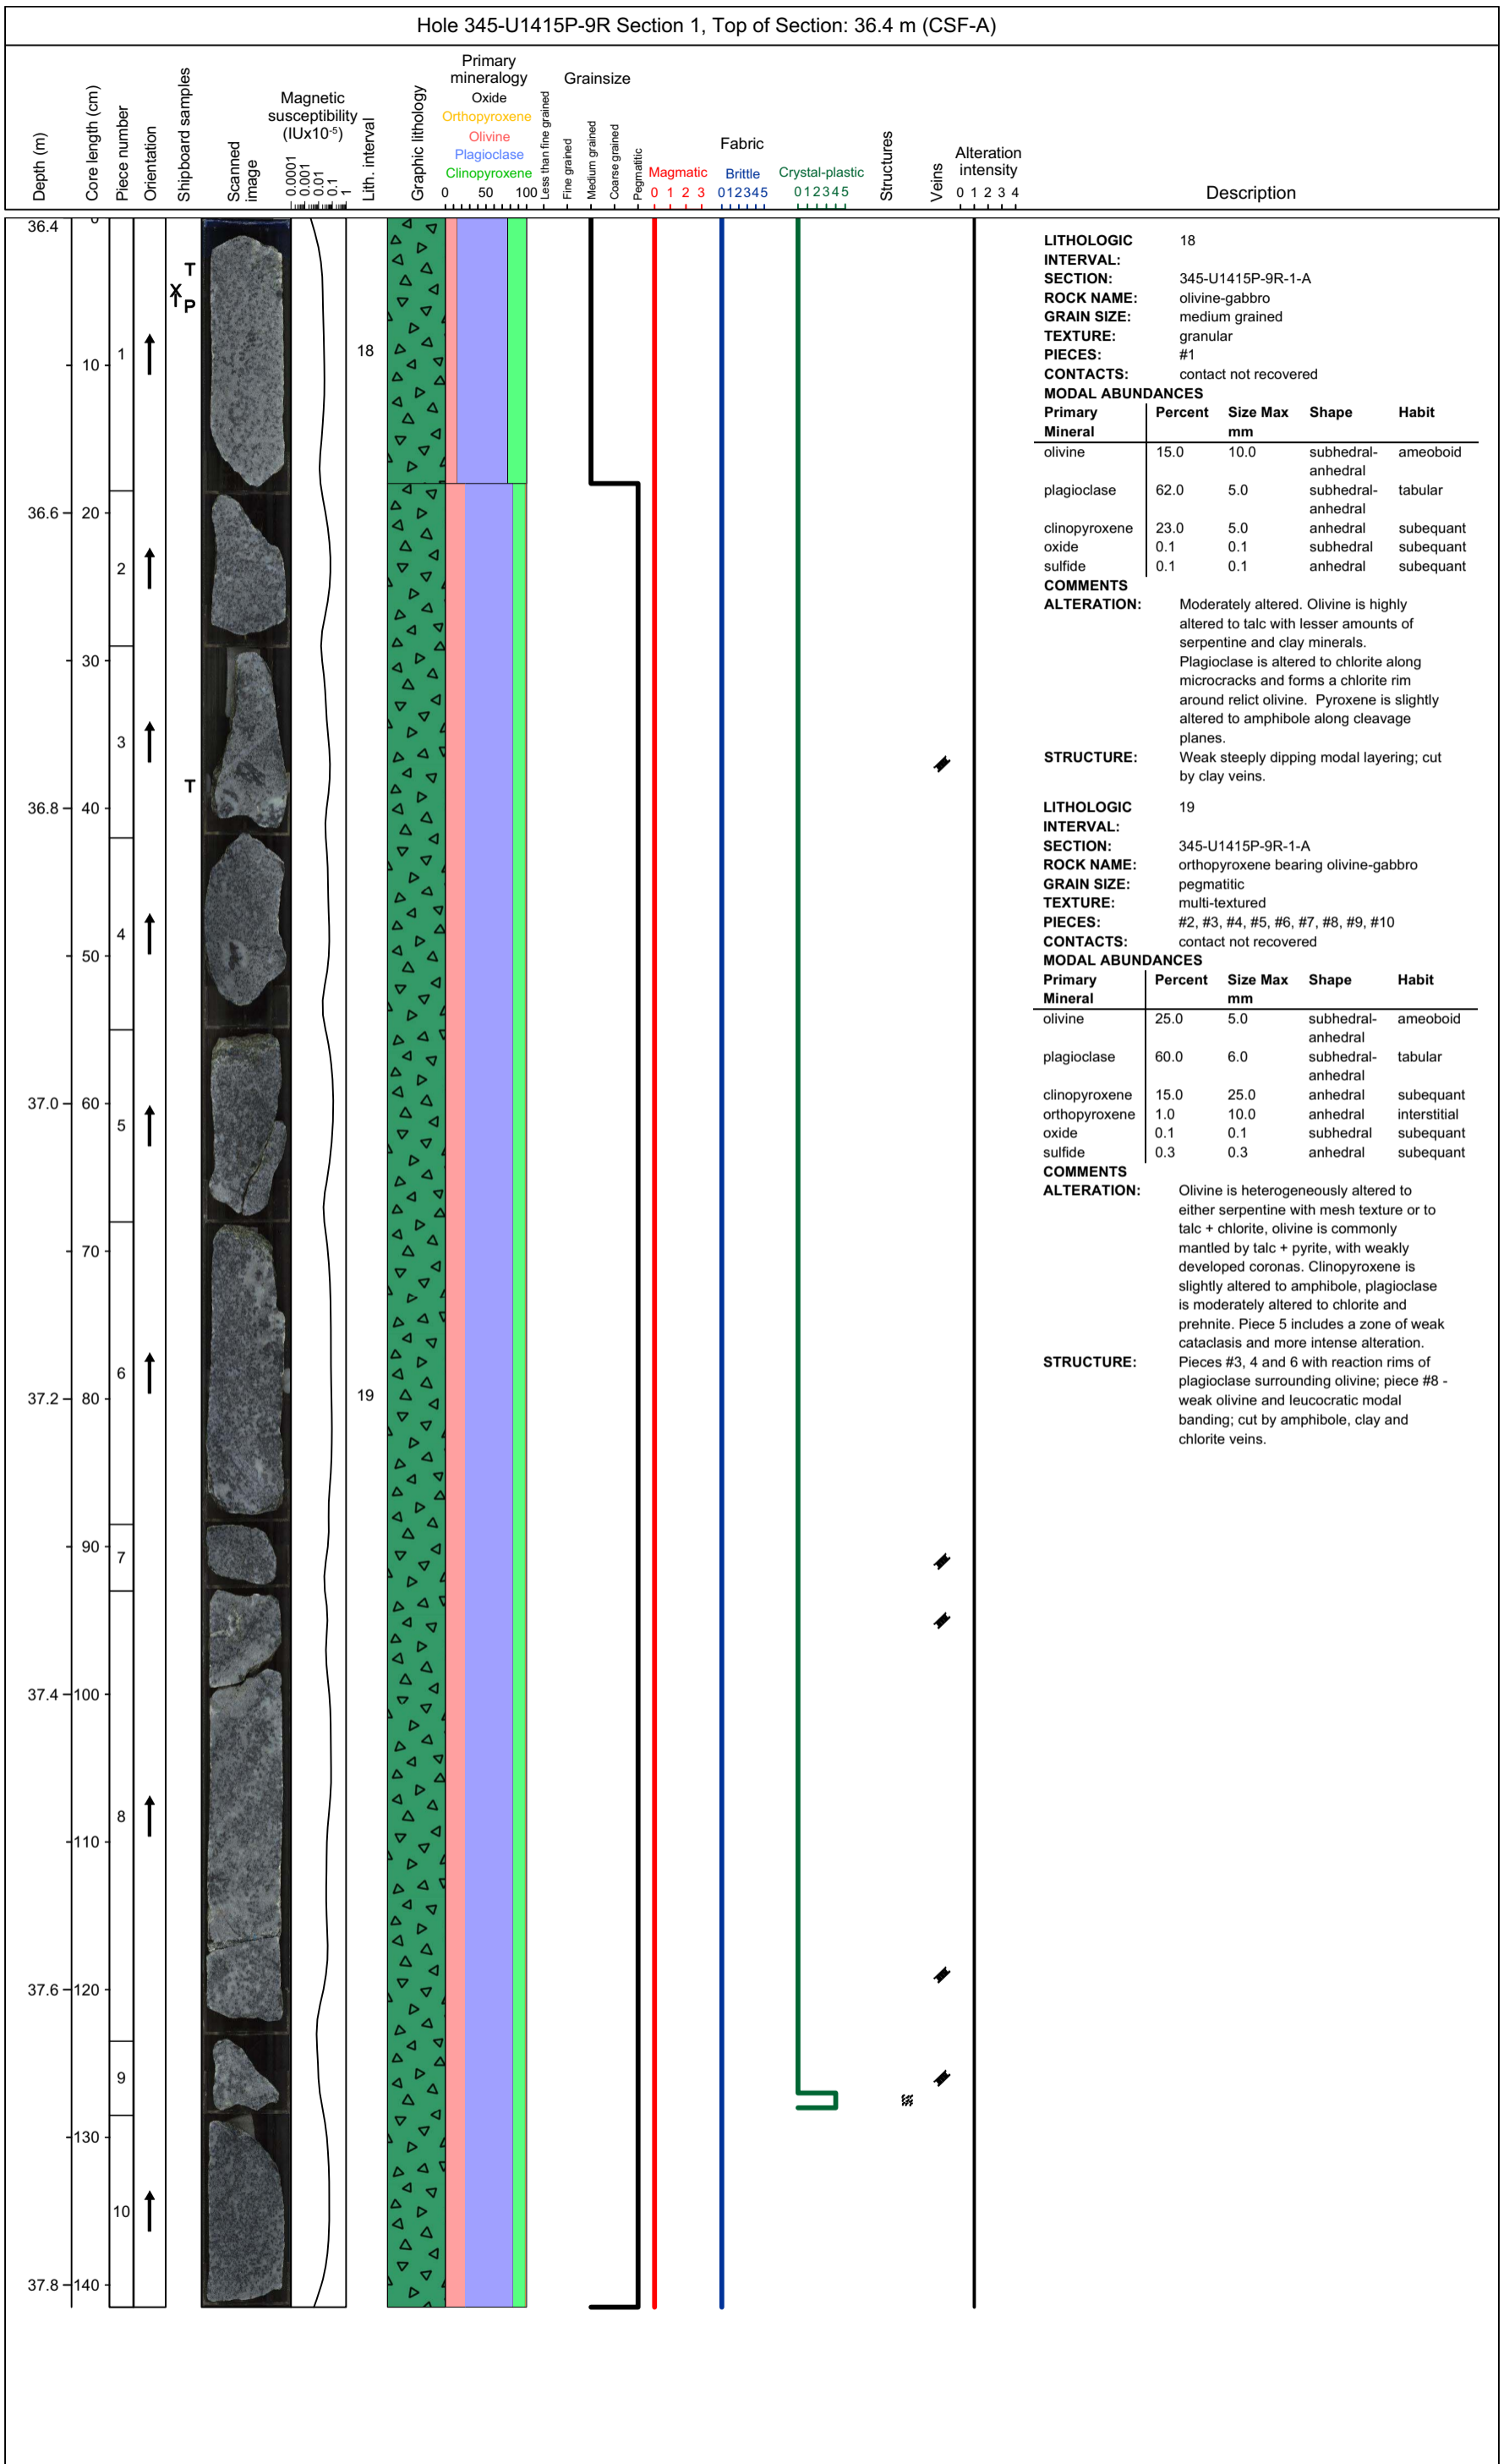 Hole 345-U1415P-9R Section 1, Top of Section: 36.4 m (CSF-A)
Depth (m)
Core length (cm)
Piece number
Orientation
Shipboard samples
Scanned image
Magnetic susceptibility (IUx10-5)
0.0001 0.001 0.01 0.1 1
Lith. interval
Graphic lithology
Primary mineralogy
Oxide
Orthopyroxene
Olivine
Plagioclase
Clinopyroxene
0 50 100
Grainsize
Less than fine grained
Fine grained
Medium grained
Coarse grained
Pegmatitic
Fabric
Magmatic
0 1 2 3
Brittle
0 1 2 3 4 5
Crystal-plastic
0 1 2 3 4 5
Structures
Veins
Alteration intensity
0 1 2 3 4
Description
36.4
36.6
36.8
37.0
37.2
37.4
37.6
37.8
0
10
20
30
40
50
60
70
80
90
100
110
120
130
140
1
2
3
4
5
6
7
8
9
10
T
X
P
T
18
19
LITHOLOGIC INTERVAL: 18
SECTION: 345-U1415P-9R-1-A
ROCK NAME: olivine-gabbro
GRAIN SIZE: medium grained
TEXTURE: granular
PIECES: #1
CONTACTS: contact not recovered
MODAL ABUNDANCES
Primary Mineral Percent Size Max mm Shape Habit
olivine 15.0 10.0 subhedral-anhedral ameoboid
plagioclase 62.0 5.0 subhedral-anhedral tabular
clinopyroxene 23.0 5.0 anhedral subequant
oxide 0.1 0.1 subhedral subequant
sulfide 0.1 0.1 anhedral subequant
COMMENTS
ALTERATION: Moderately altered. Olivine is highly
altered to talc with lesser amounts of
serpentine and clay minerals.
Plagioclase is altered to chlorite along
microcracks and forms a chlorite rim
around relict olivine. Pyroxene is slightly
altered to amphibole along cleavage
planes.
STRUCTURE: Weak steeply dipping modal layering; cut
by clay veins.
LITHOLOGIC INTERVAL: 19
SECTION: 345-U1415P-9R-1-A
ROCK NAME: orthopyroxene bearing olivine-gabbro
GRAIN SIZE: pegmatitic
TEXTURE: multi-textured
PIECES: #2, #3, #4, #5, #6, #7, #8, #9, #10
CONTACTS: contact not recovered
MODAL ABUNDANCES
Primary Mineral Percent Size Max mm Shape Habit
olivine 25.0 5.0 subhedral-anhedral ameoboid
plagioclase 60.0 6.0 subhedral-anhedral tabular
clinopyroxene 15.0 25.0 anhedral subequant
orthopyroxene 1.0 10.0 anhedral interstitial
oxide 0.1 0.1 subhedral subequant
sulfide 0.3 0.3 anhedral subequant
COMMENTS
ALTERATION: Olivine is heterogeneously altered to
either serpentine with mesh texture or to
talc + chlorite, olivine is commonly
mantled by talc + pyrite, with weakly
developed coronas. Clinopyroxene is
slightly altered to amphibole, plagioclase
is moderately altered to chlorite and
prehnite. Piece 5 includes a zone of weak
cataclasis and more intense alteration.
STRUCTURE: Pieces #3, 4 and 6 with reaction rims of
plagioclase surrounding olivine; piece #8 -
weak olivine and leucocratic modal
banding; cut by amphibole, clay and
chlorite veins.